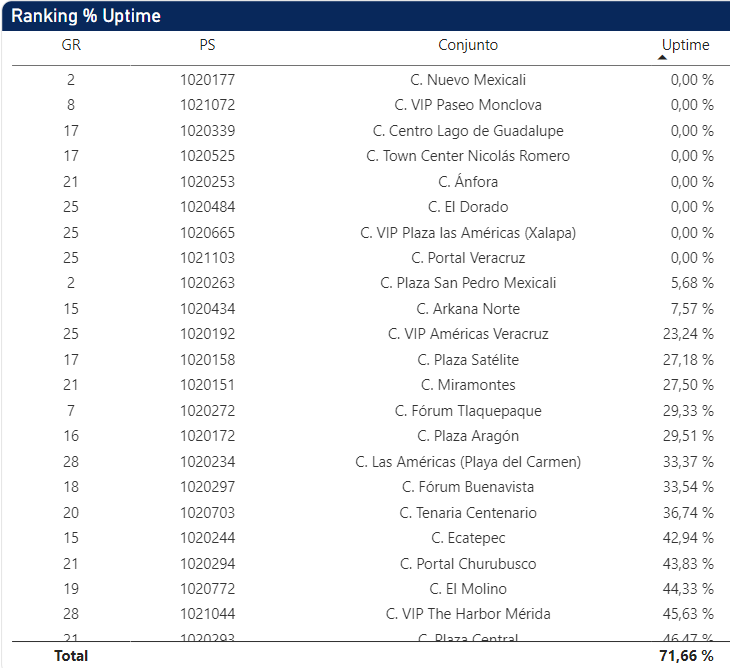 Ranking % Uptime
GR PS Conjunto Uptime
2 1020177 C. Nuevo Mexicali 0,00 %
8 1021072 C. VIP Paseo Monclova 0,00 %
17 1020339 C. Centro Lago de Guadalupe 0,00 %
17 1020525 C. Town Center Nicolás Romero 0,00 %
21 1020253 C. Ánfora 0,00 %
25 1020484 C. El Dorado 0,00 %
25 1020665 C. VIP Plaza las Américas (Xalapa) 0,00 %
25 1021103 C. Portal Veracruz 0,00 %
2 1020263 C. Plaza San Pedro Mexicali 5,68 %
15 1020434 C. Arkana Norte 7,57 %
25 1020192 C. VIP Américas Veracruz 23,24 %
17 1020158 C. Plaza Satélite 27,18 %
21 1020151 C. Miramontes 27,50 %
7 1020272 C. Fórum Tlaquepaque 29,33 %
16 1020172 C. Plaza Aragón 29,51 %
28 1020234 C. Las Américas (Playa del Carmen) 33,37 %
18 1020297 C. Fórum Buenavista 33,54 %
20 1020703 C. Tenaria Centenario 36,74 %
15 1020244 C. Ecatepec 42,94 %
21 1020294 C. Portal Churubusco 43,83 %
19 1020772 C. El Molino 44,33 %
28 1021044 C. VIP The Harbor Mérida 45,63 %
21 1020293 C. Plaza Central 46,47 %
Total 71,66 %